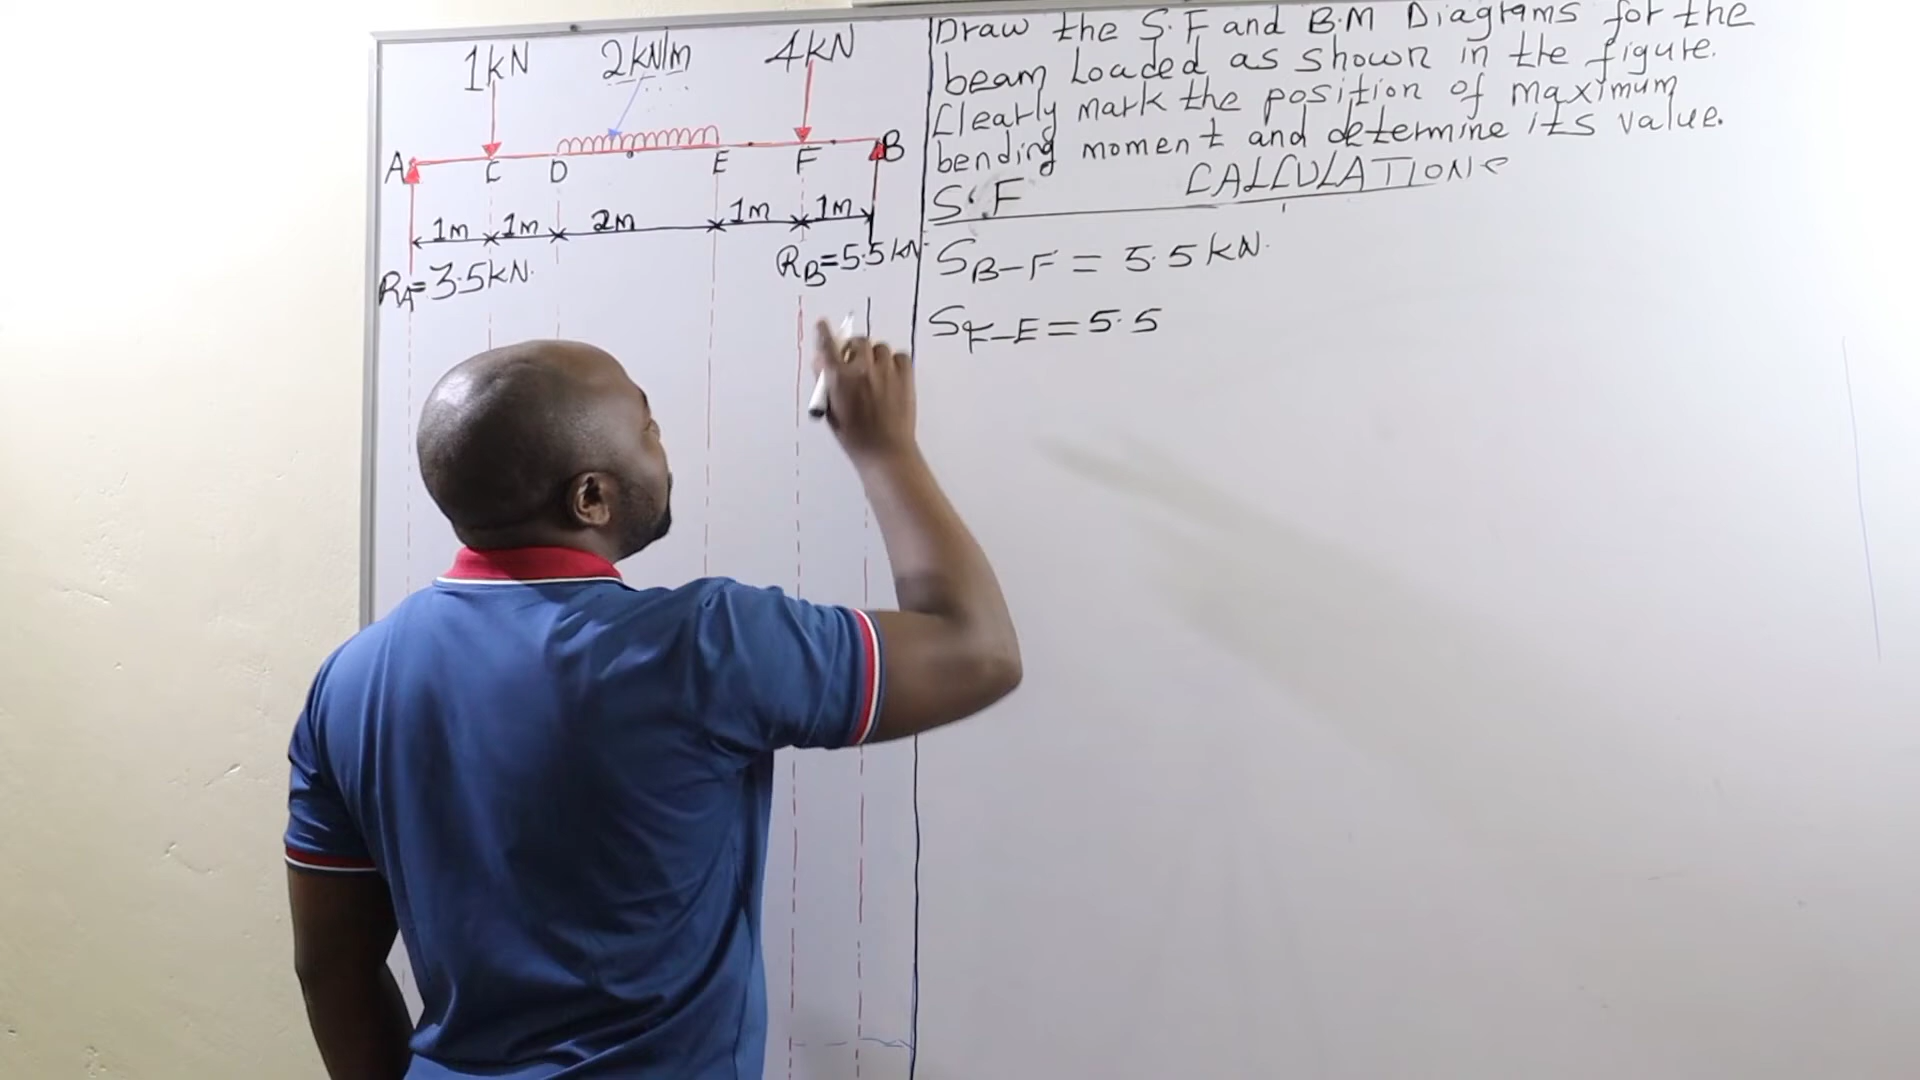 1kN 2kN/m 4kN
A C D E F B
1m 1m 2m 1m 1m
RA=3.5kN. RB=5.5kN.
Draw the S.F and B.M Diagrams for the
beam Loaded as shown in the figure.
Clearly mark the position of maximum
bending moment and determine its value.
CALCULATIONS
S.F
SB-F = 5.5kN.
SF-E = 5.5